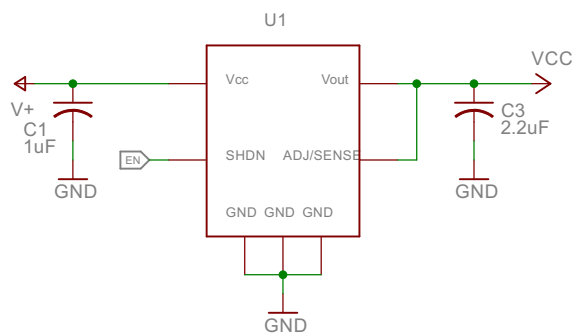 U1
VCC
Vcc
Vout
V+
C1
1uF
C3
2.2uF
EN
SHDN
ADJ/SENSE
GND
GND
GND GND GND
GND